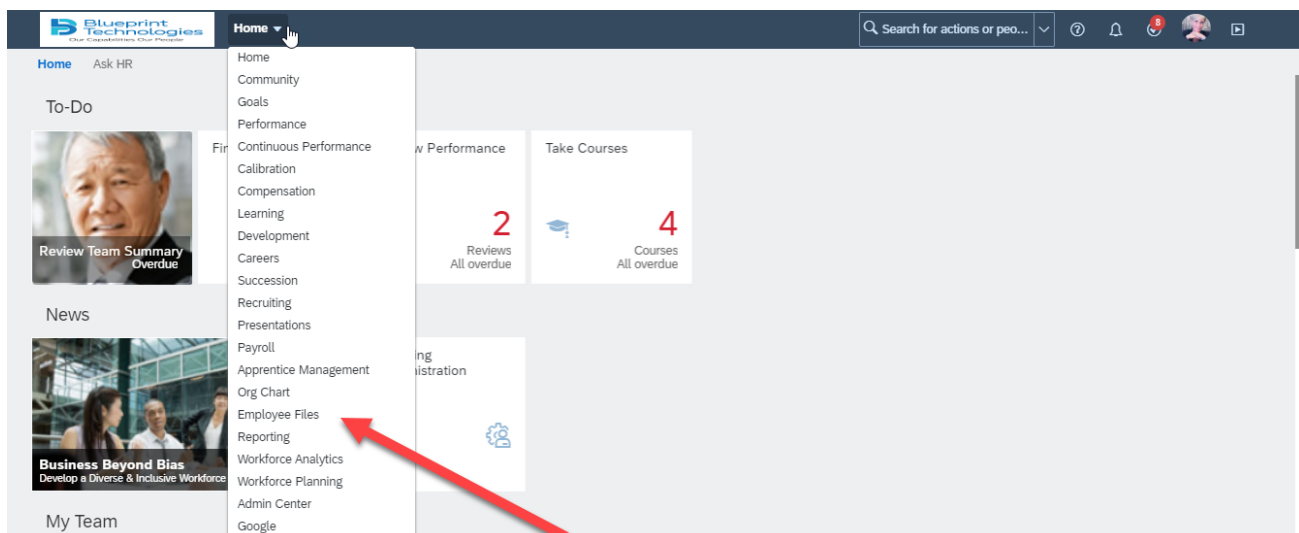 Blueprint
Technologies
Our Capabilities Our People
Home
Search for actions or peo...
8
Home
Community
Goals
Performance
Continuous Performance
Calibration
Compensation
Learning
Development
Careers
Succession
Recruiting
Presentations
Payroll
Apprentice Management
Org Chart
Employee Files
Reporting
Workforce Analytics
Workforce Planning
Admin Center
Google
Home Ask HR
To-Do
Review Team Summary
Overdue
Performance
2
Reviews
All overdue
Take Courses
4
Courses
All overdue
News
Business Beyond Bias
Develop a Diverse & Inclusive Workforce
My Team